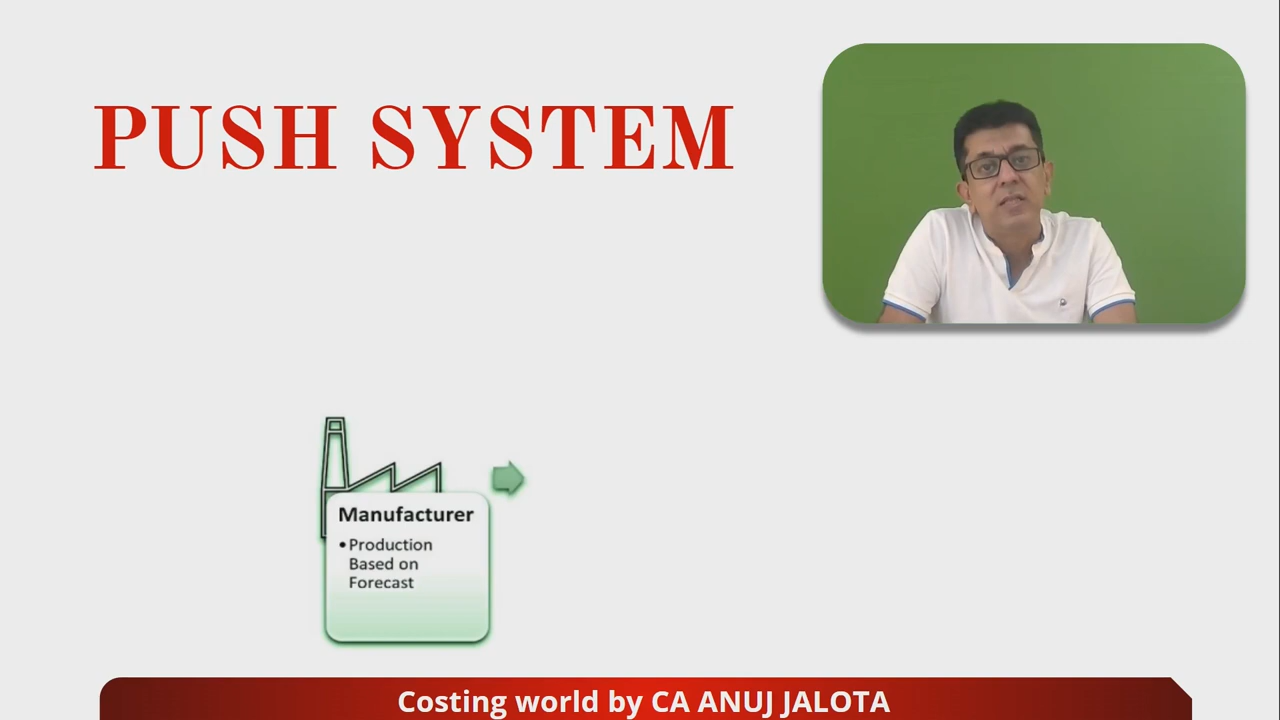 PUSH SYSTEM
Manufacturer
•Production
Based on
Forecast
Costing world by CA ANUJ JALOTA